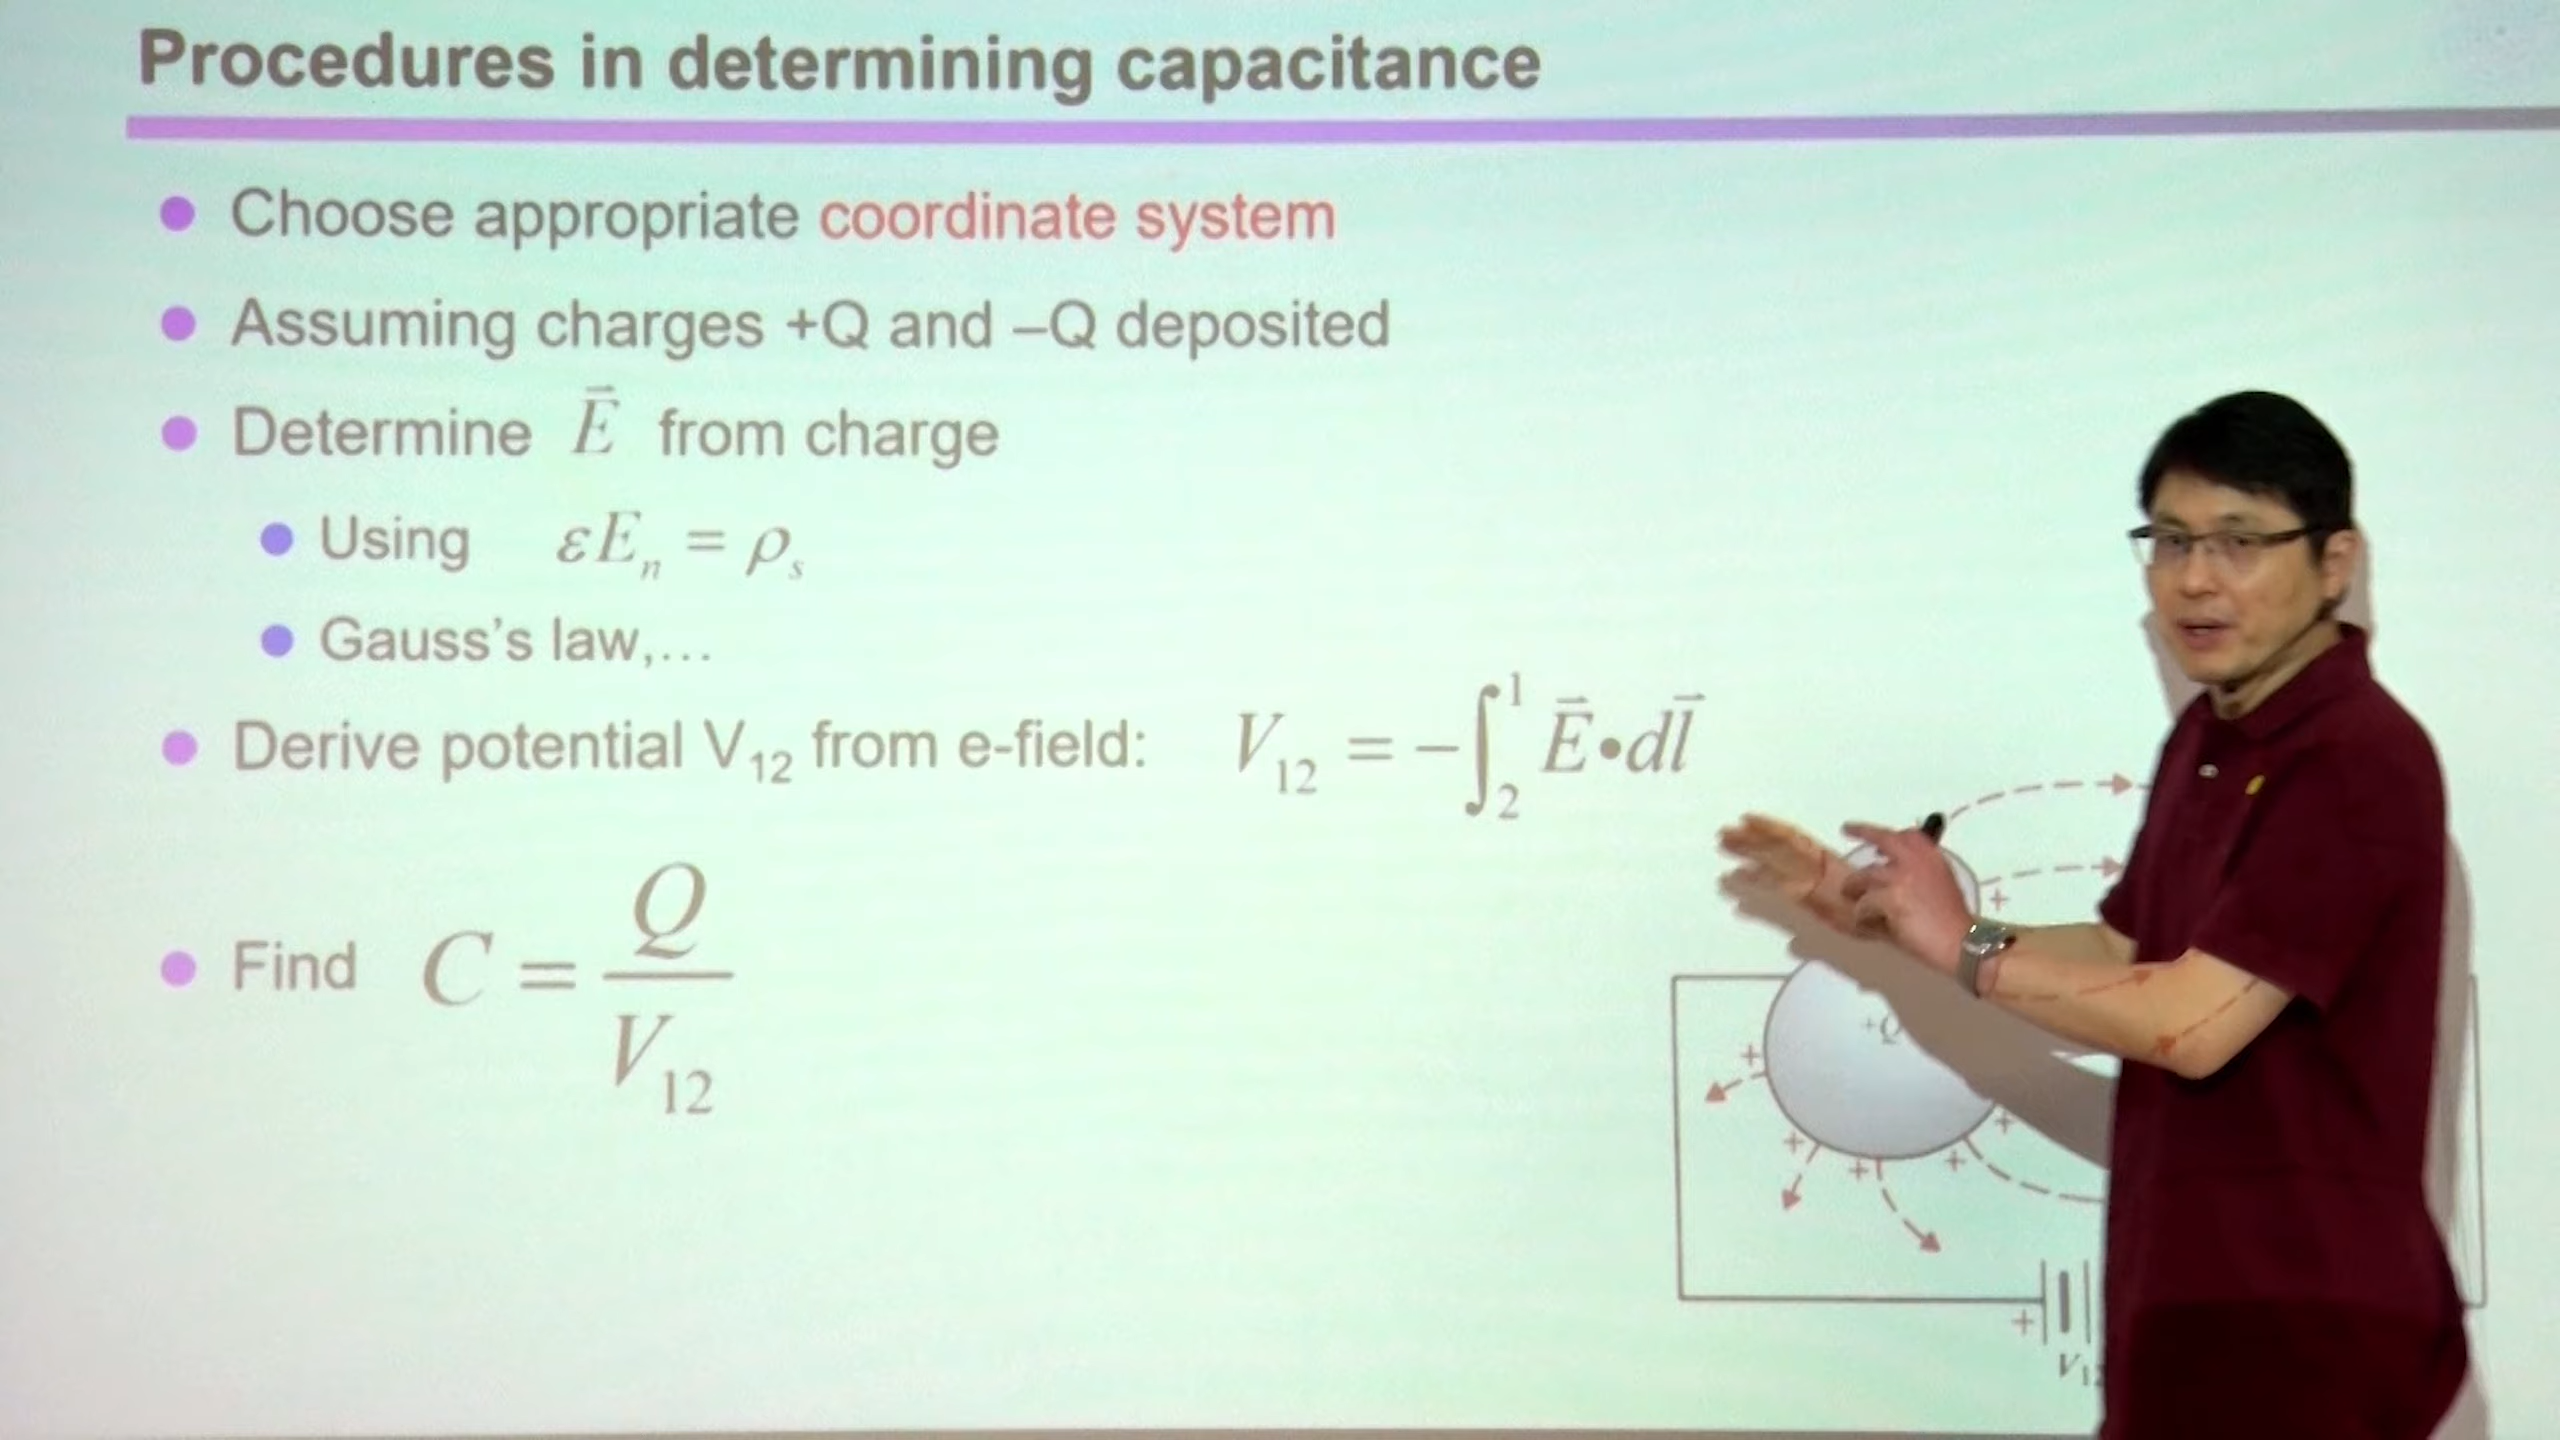 Procedures in determining capacitance
Choose appropriate coordinate system
Assuming charges +Q and –Q deposited
Determine E⃗ from charge
Using εEₙ = ρₛ
Gauss's law,...
Derive potential V₁₂ from e-field: V₁₂ = −∫₂¹ E⃗•dl⃗
Find C = Q / V₁₂
+
+Q
+
+
+
+
+
+